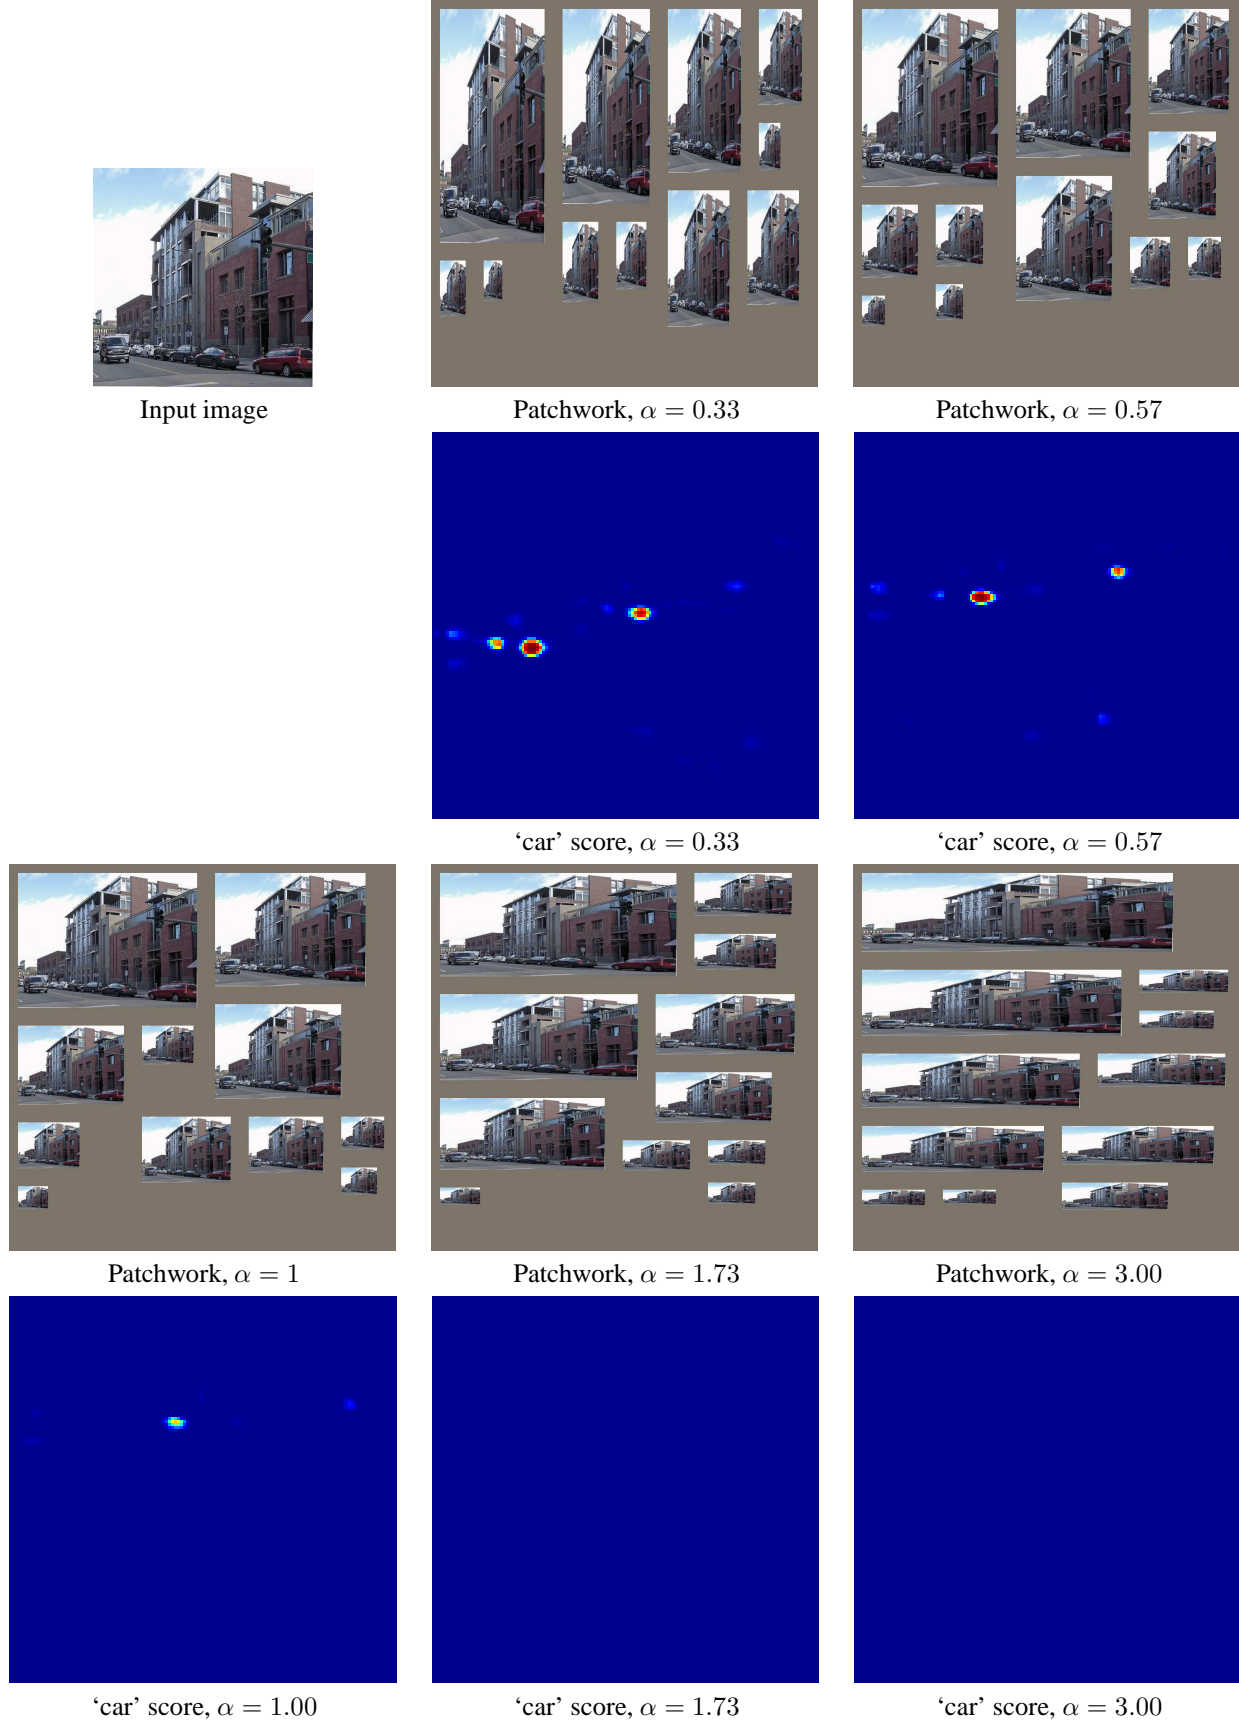 Input image
Patchwork, α = 0.33
Patchwork, α = 0.57
‘car’ score, α = 0.33
‘car’ score, α = 0.57
Patchwork, α = 1
Patchwork, α = 1.73
Patchwork, α = 3.00
‘car’ score, α = 1.00
‘car’ score, α = 1.73
‘car’ score, α = 3.00